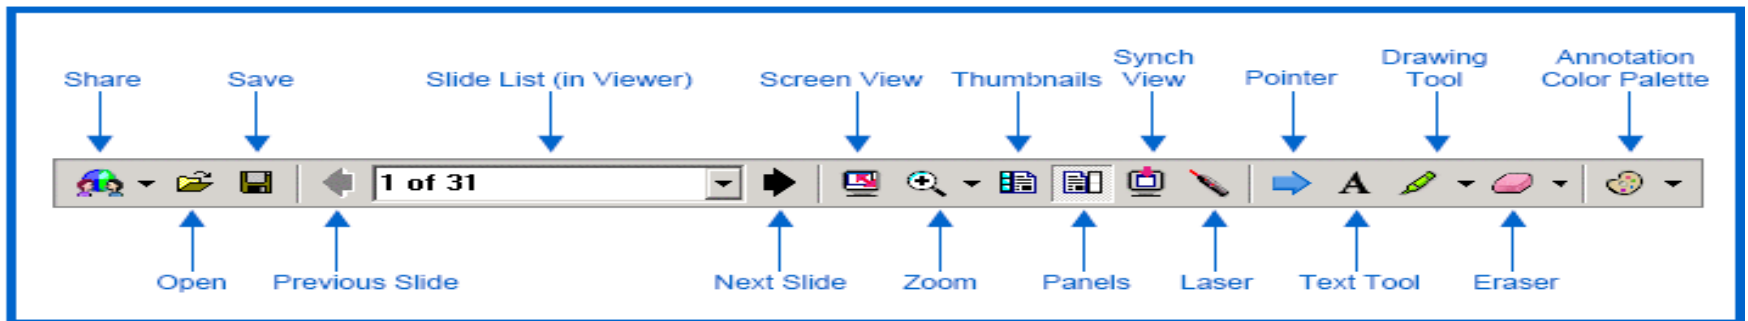 Synch
Drawing
Annotation
Share
Save
Slide List (in Viewer)
Screen View
Thumbnails
View
Pointer
Tool
Color Palette
1 of 31
A
Open
Previous Slide
Next Slide
Zoom
Panels
Laser
Text Tool
Eraser